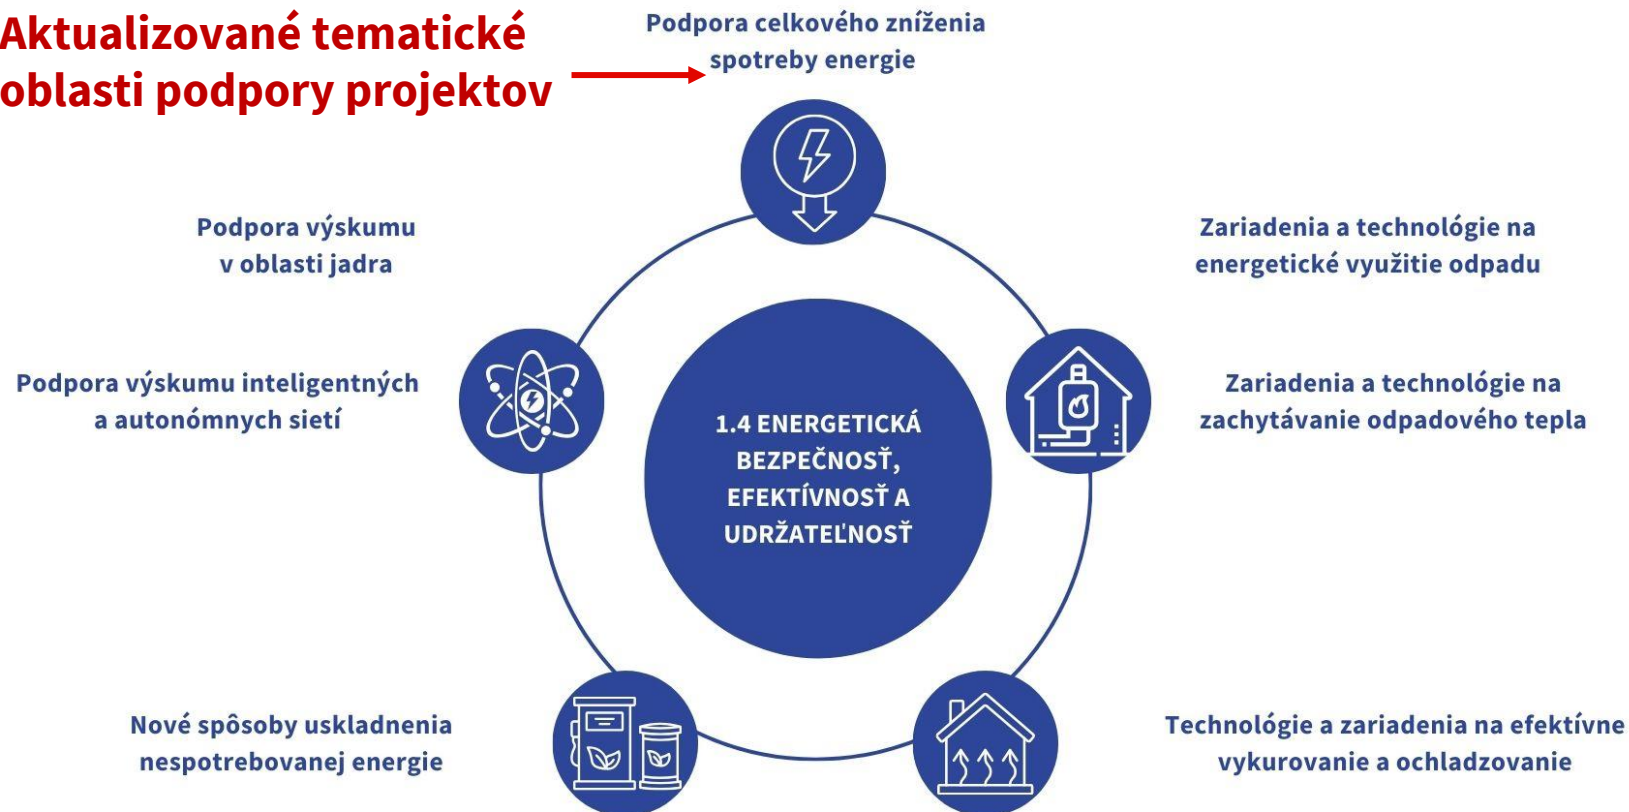 Aktualizované tematické
oblasti podpory projektov
Podpora celkového zníženia
spotreby energie
Podpora výskumu
v oblasti jadra
Zariadenia a technológie na
energetické využitie odpadu
Podpora výskumu inteligentných
a autonómnych sietí
Zariadenia a technológie na
zachytávanie odpadového tepla
1.4 ENERGETICKÁ
BEZPEČNOSŤ,
EFEKTÍVNOSŤ A
UDRŽATEĽNOSŤ
Nové spôsoby uskladnenia
nespotrebovanej energie
Technológie a zariadenia na efektívne
vykurovanie a ochladzovanie